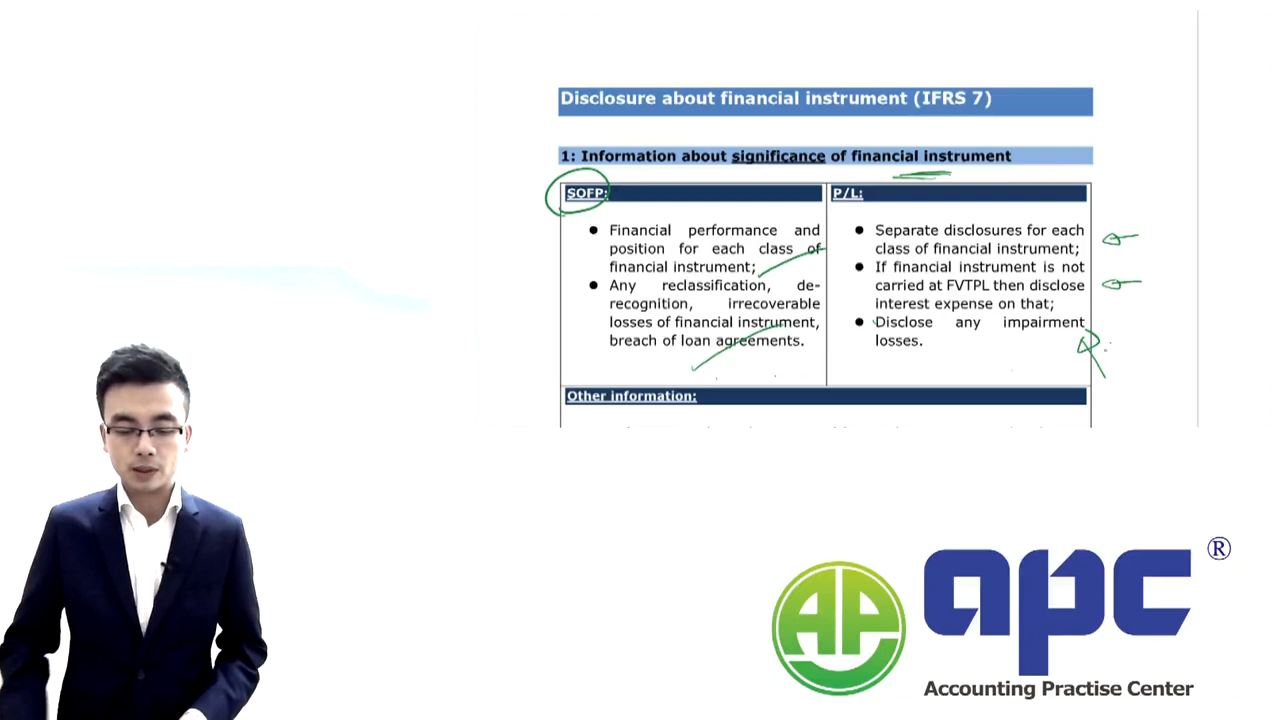 Disclosure about financial instrument (IFRS 7)
1: Information about significance of financial instrument
SOFP:
● Financial performance and
position for each class of
financial instrument;
● Any reclassification, de-
recognition, irrecoverable
losses of financial instrument,
breach of loan agreements.
P/L:
● Separate disclosures for each
class of financial instrument;
● If financial instrument is not
carried at FVTPL then disclose
interest expense on that;
● Disclose any impairment
losses.
Other information:
AP
apc ®
Accounting Practise Center